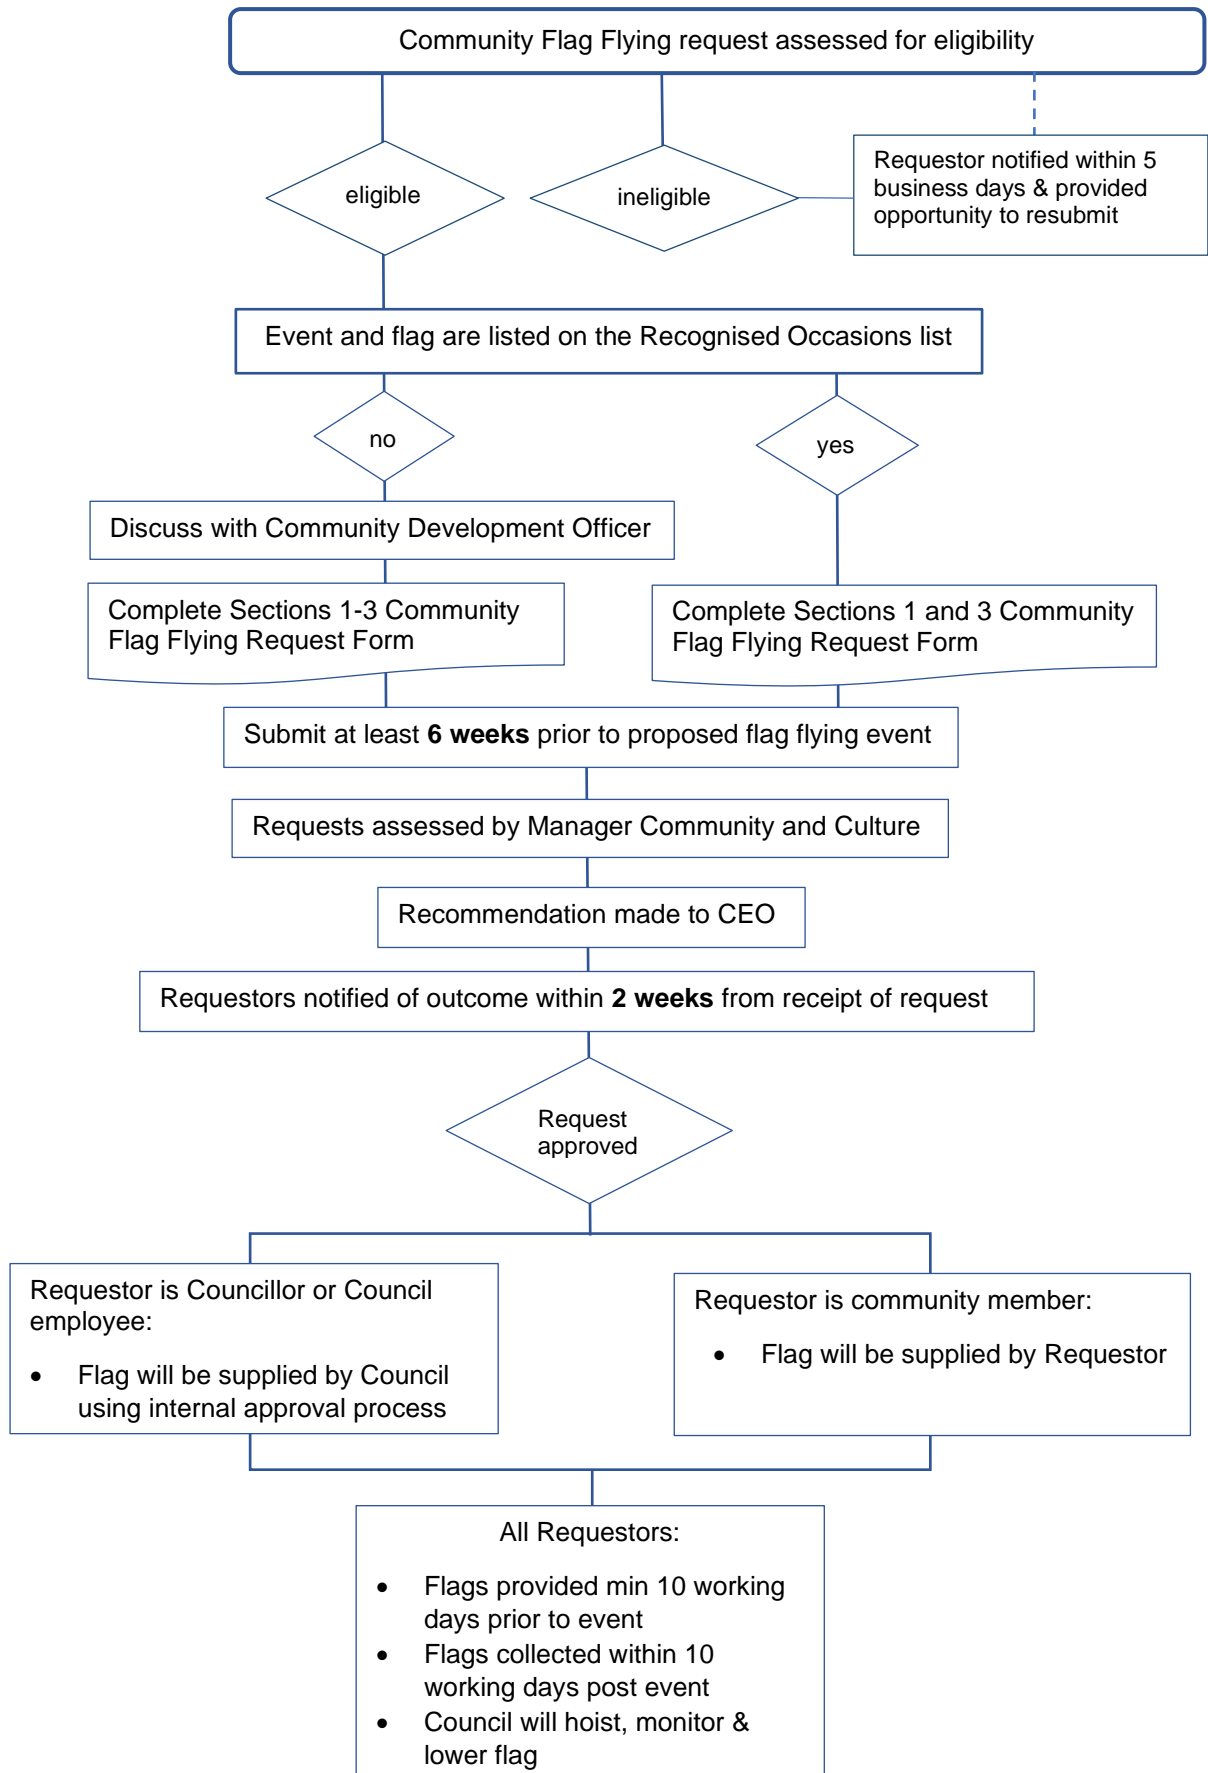 Community Flag Flying request assessed for eligibility
eligible
ineligible
Requestor notified within 5
business days & provided
opportunity to resubmit
Event and flag are listed on the Recognised Occasions list
no
yes
Discuss with Community Development Officer
Complete Sections 1-3 Community
Flag Flying Request Form
Complete Sections 1 and 3 Community
Flag Flying Request Form
Submit at least 6 weeks prior to proposed flag flying event
Requests assessed by Manager Community and Culture
Recommendation made to CEO
Requestors notified of outcome within 2 weeks from receipt of request
Request
approved
Requestor is Councillor or Council
employee:
• Flag will be supplied by Council
using internal approval process
Requestor is community member:
• Flag will be supplied by Requestor
All Requestors:
• Flags provided min 10 working
days prior to event
• Flags collected within 10
working days post event
• Council will hoist, monitor &
lower flag